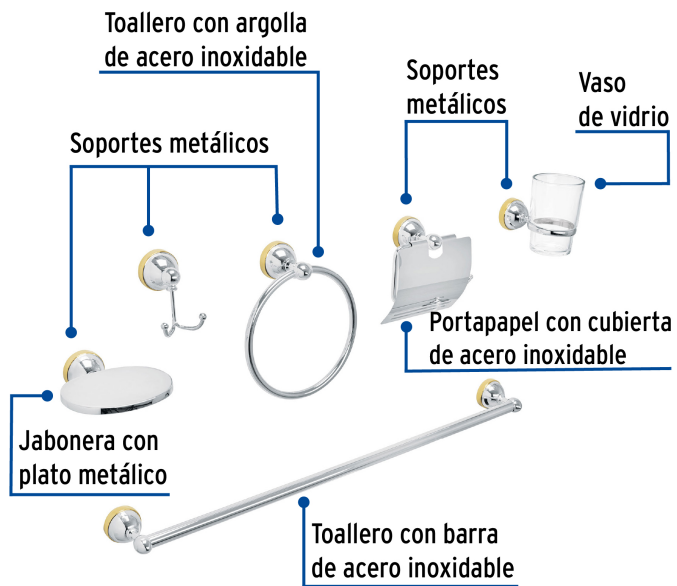 Toallero con argolla
de acero inoxidable
Soportes
metálicos
Vaso
de vidrio
Soportes metálicos
Portapapel con cubierta
de acero inoxidable
Jabonera con
plato metálico
Toallero con barra
de acero inoxidable